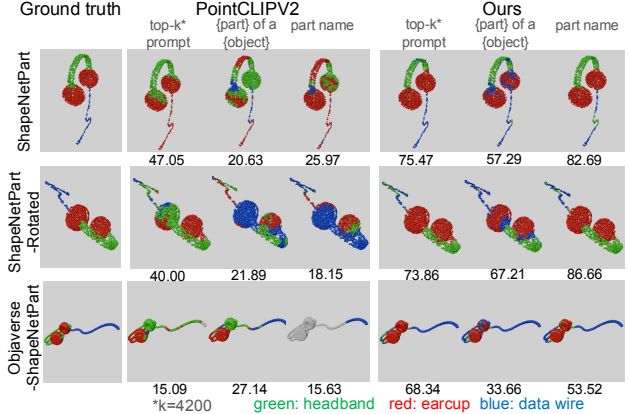 Ground truth PointCLIPV2 Ours
top-k* prompt {part} of a {object} part name top-k* prompt {part} of a {object} part name
ShapeNetPart
47.05 20.63 25.97 75.47 57.29 82.69
ShapeNetPart -Rotated
40.00 21.89 18.15 73.86 67.21 86.66
Objaverse -ShapeNetPart
15.09 27.14 15.63 68.34 33.66 53.52
*k=4200 green: headband red: earcup blue: data wire